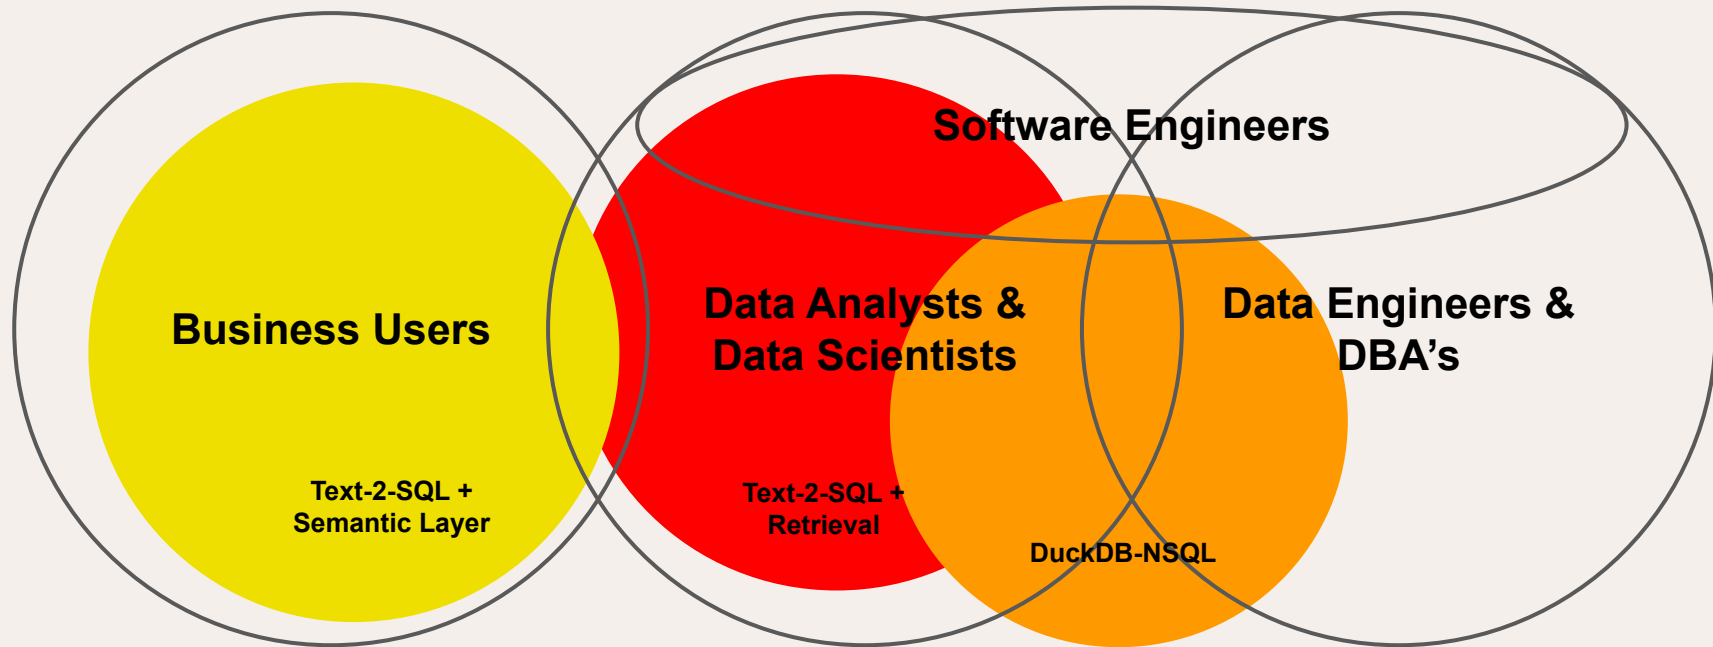 Software Engineers
Business Users
Data Analysts &
Data Scientists
Data Engineers &
DBA’s
Text-2-SQL +
Semantic Layer
Text-2-SQL +
Retrieval
DuckDB-NSQL